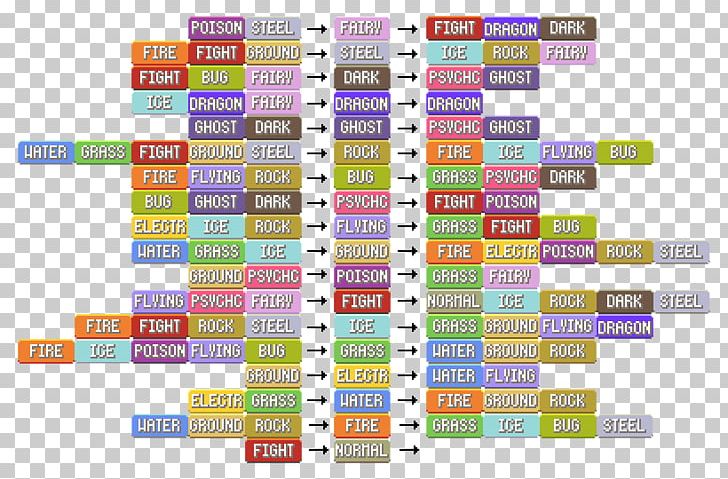 POISON STEEL → FAIRY → FIGHT DRAGON DARK
FIRE FIGHT GROUND → STEEL → ICE ROCK FAIRY
FIGHT BUG FAIRY → DARK → PSYCHC GHOST
ICE DRAGON FAIRY → DRAGON → DRAGON
GHOST DARK → GHOST → PSYCHC GHOST
WATER GRASS FIGHT GROUND STEEL → ROCK → FIRE ICE FLYING BUG
FIRE FLYING ROCK → BUG → GRASS PSYCHC DARK
BUG GHOST DARK → PSYCHC → FIGHT POISON
ELECTR ICE ROCK → FLYING → GRASS FIGHT BUG
WATER GRASS ICE → GROUND → FIRE ELECTR POISON ROCK STEEL
GROUND PSYCHC → POISON → GRASS FAIRY
FLYING PSYCHC FAIRY → FIGHT → NORMAL ICE ROCK DARK STEEL
FIRE FIGHT ROCK STEEL → ICE → GRASS GROUND FLYING DRAGON
FIRE ICE POISON FLYING BUG → GRASS → WATER GROUND ROCK
GROUND → ELECTR → WATER FLYING
ELECTR GRASS → WATER → FIRE GROUND ROCK
WATER GROUND ROCK → FIRE → GRASS ICE BUG STEEL
FIGHT → NORMAL →